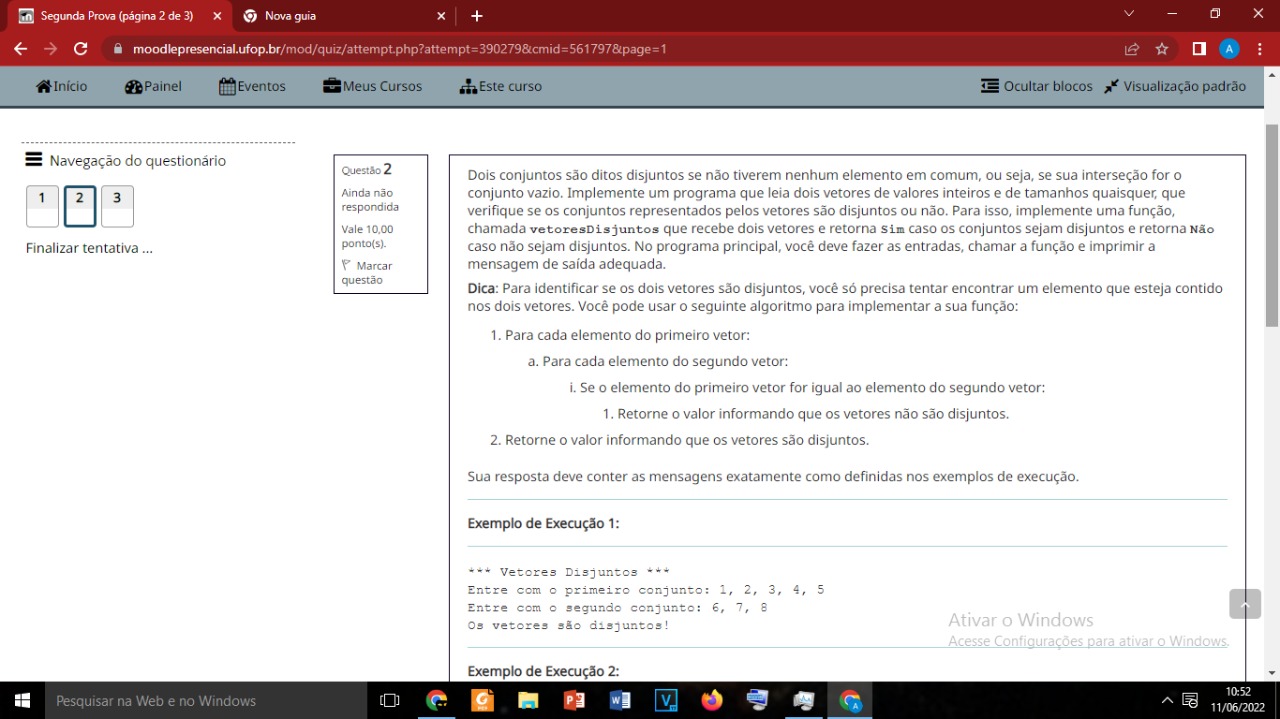 Segunda Prova (página 2 de 3)
Nova guia
moodlepresencial.ufop.br/mod/quiz/attempt.php?attempt=390279&cmid=561797&page=1
A
Início
Painel
Eventos
Meus Cursos
Este curso
Ocultar blocos
Visualização padrão
Navegação do questionário
1 2 3
Finalizar tentativa ...
Questão 2
Ainda não
respondida
Vale 10,00
ponto(s).
Marcar
questão
Dois conjuntos são ditos disjuntos se não tiverem nenhum elemento em comum, ou seja, se sua interseção for o
conjunto vazio. Implemente um programa que leia dois vetores de valores inteiros e de tamanhos quaisquer, que
verifique se os conjuntos representados pelos vetores são disjuntos ou não. Para isso, implemente uma função,
chamada vetoresDisjuntos que recebe dois vetores e retorna Sim caso os conjuntos sejam disjuntos e retorna Não
caso não sejam disjuntos. No programa principal, você deve fazer as entradas, chamar a função e imprimir a
mensagem de saída adequada.
Dica: Para identificar se os dois vetores são disjuntos, você só precisa tentar encontrar um elemento que esteja contido
nos dois vetores. Você pode usar o seguinte algoritmo para implementar a sua função:
1. Para cada elemento do primeiro vetor:
a. Para cada elemento do segundo vetor:
i. Se o elemento do primeiro vetor for igual ao elemento do segundo vetor:
1. Retorne o valor informando que os vetores não são disjuntos.
2. Retorne o valor informando que os vetores são disjuntos.
Sua resposta deve conter as mensagens exatamente como definidas nos exemplos de execução.
Exemplo de Execução 1:
*** Vetores Disjuntos ***
Entre com o primeiro conjunto: 1, 2, 3, 4, 5
Entre com o segundo conjunto: 6, 7, 8
Os vetores são disjuntos!
Exemplo de Execução 2:
Ativar o Windows
Acesse Configurações para ativar o Windows.
Pesquisar na Web e no Windows
10:52
11/06/2022